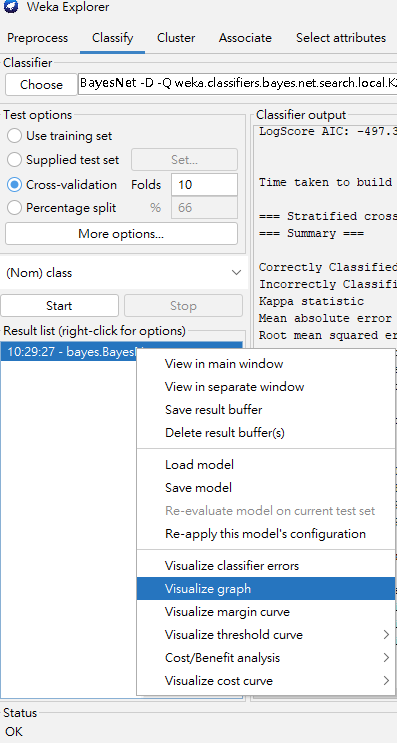 Weka Explorer
Preprocess Classify Cluster Associate Select attributes
Classifier
Choose BayesNet -D -Q weka.classifiers.bayes.net.search.local.K2
Test options
Use training set
Supplied test set Set...
Cross-validation Folds 10
Percentage split % 66
More options...
(Nom) class
Start Stop
Result list (right-click for options)
10:29:27 - bayes.Bayes
Classifier output
LogScore AIC: -497.3
Time taken to build
=== Stratified cross
=== Summary ===
Correctly Classified
Incorrectly Classifi
Kappa statistic
Mean absolute error
Root mean squared er
View in main window
View in separate window
Save result buffer
Delete result buffer(s)
Load model
Save model
Re-evaluate model on current test set
Re-apply this model's configuration
Visualize classifier errors
Visualize graph
Visualize margin curve
Visualize threshold curve
Cost/Benefit analysis
Visualize cost curve
Status
OK